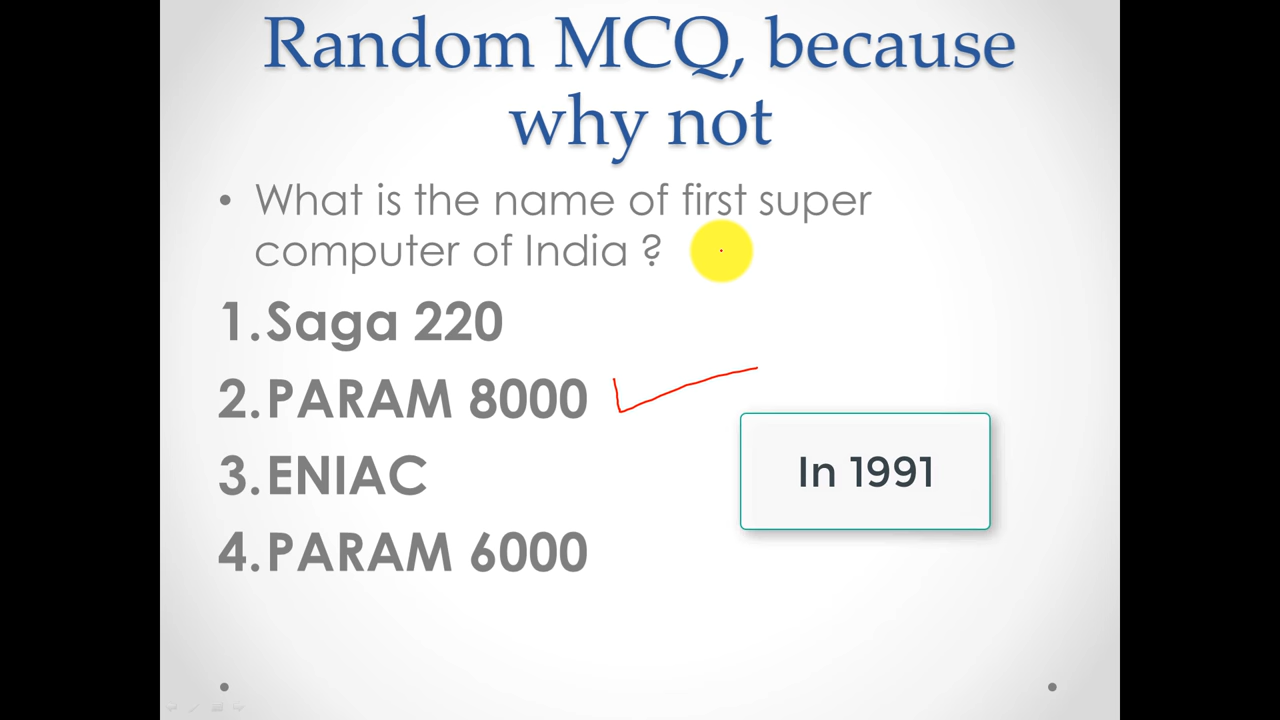 Random MCQ, because
why not
• What is the name of first super
computer of India ?
1. Saga 220
2. PARAM 8000
3. ENIAC
4. PARAM 6000
In 1991